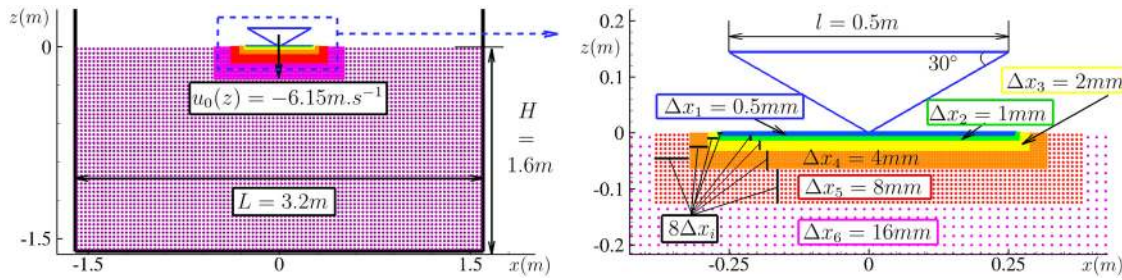 z(m)
0
u₀(z) = −6.15m.s⁻¹
H
=
1.6m
L = 3.2m
-1.5
-1.5
0
1.5
x(m)
z(m)
l = 0.5m
0.2
0.1
30°
Δx₃ = 2mm
Δx₁ = 0.5mm
Δx₂ = 1mm
0
Δx₄ = 4mm
-0.1
Δx₅ = 8mm
8Δxᵢ
Δx₆ = 16mm
-0.2
-0.25
0
0.25
x(m)